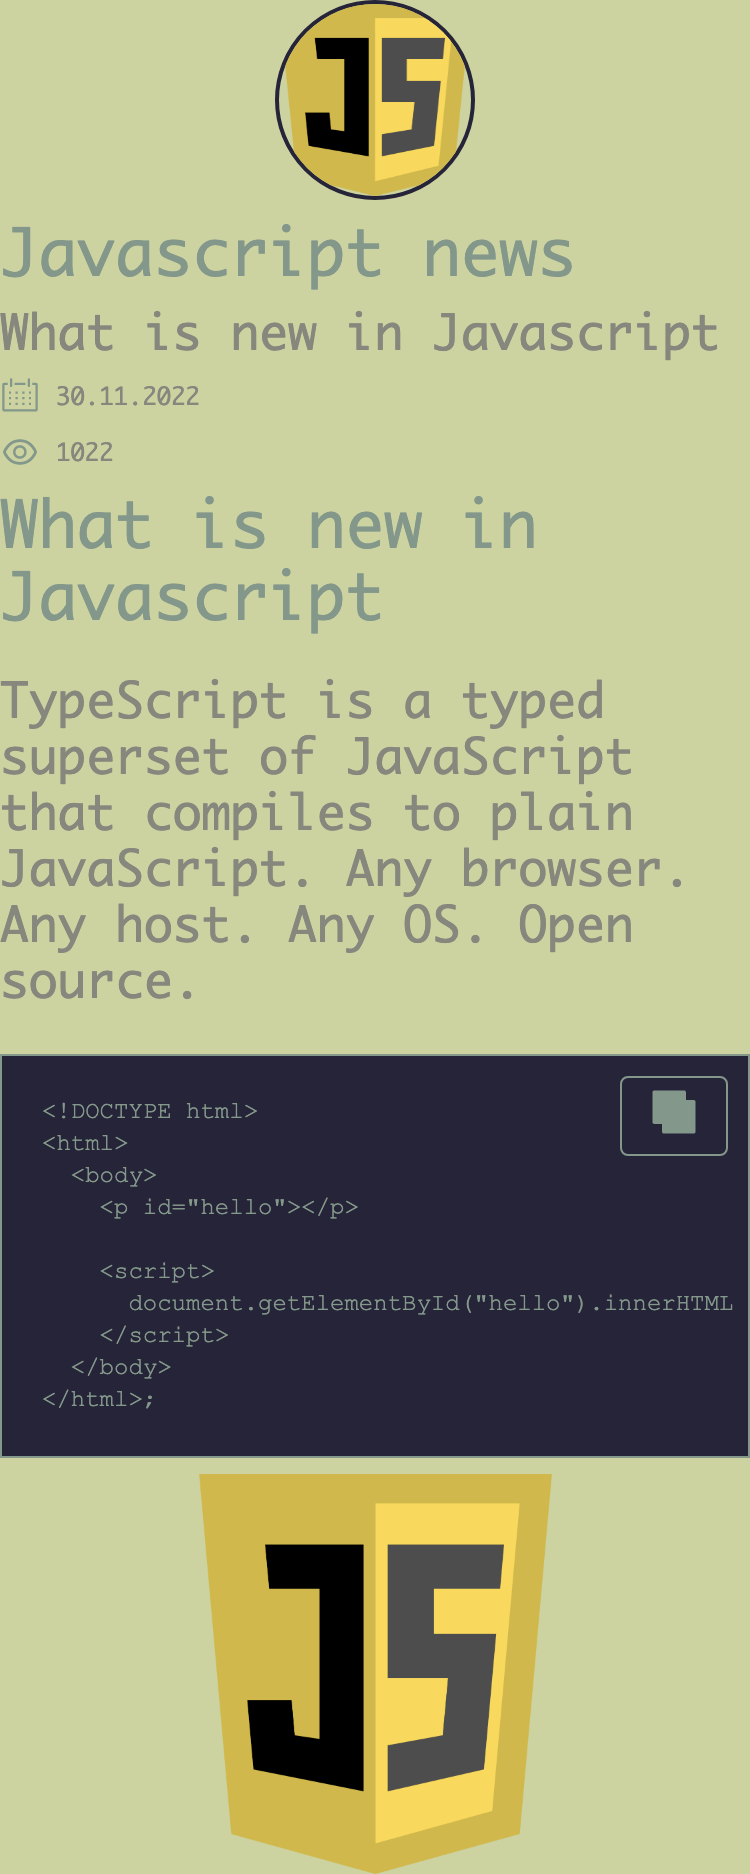 JS
Javascript news
What is new in Javascript
30.11.2022
1022
What is new in
Javascript
TypeScript is a typed
superset of JavaScript
that compiles to plain
JavaScript. Any browser.
Any host. Any OS. Open
source.
<!DOCTYPE html>
<html>
  <body>
    <p id="hello"></p>
    <script>
      document.getElementById("hello").innerHTML
    </script>
  </body>
</html>;
JS